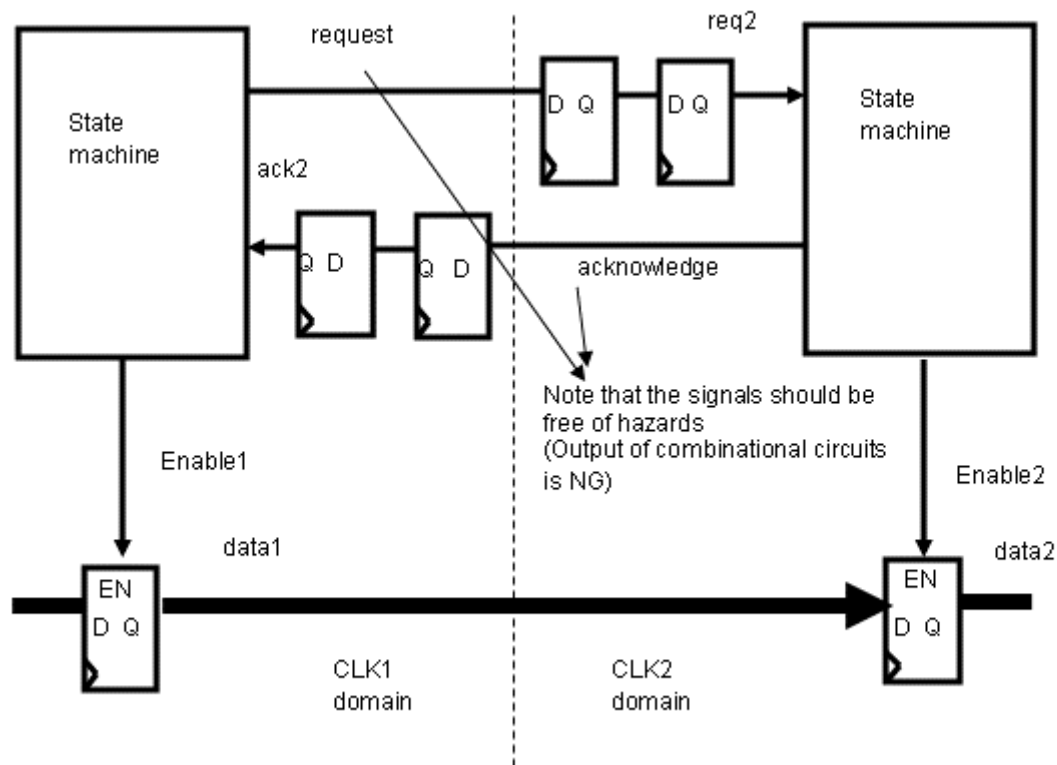 request
req2
State
machine
D Q
D Q
State
machine
ack2
Q D
Q D
acknowledge
Note that the signals should be
free of hazards
(Output of combinational circuits
is NG)
Enable1
Enable2
data1
data2
EN
D Q
EN
D Q
CLK1
domain
CLK2
domain